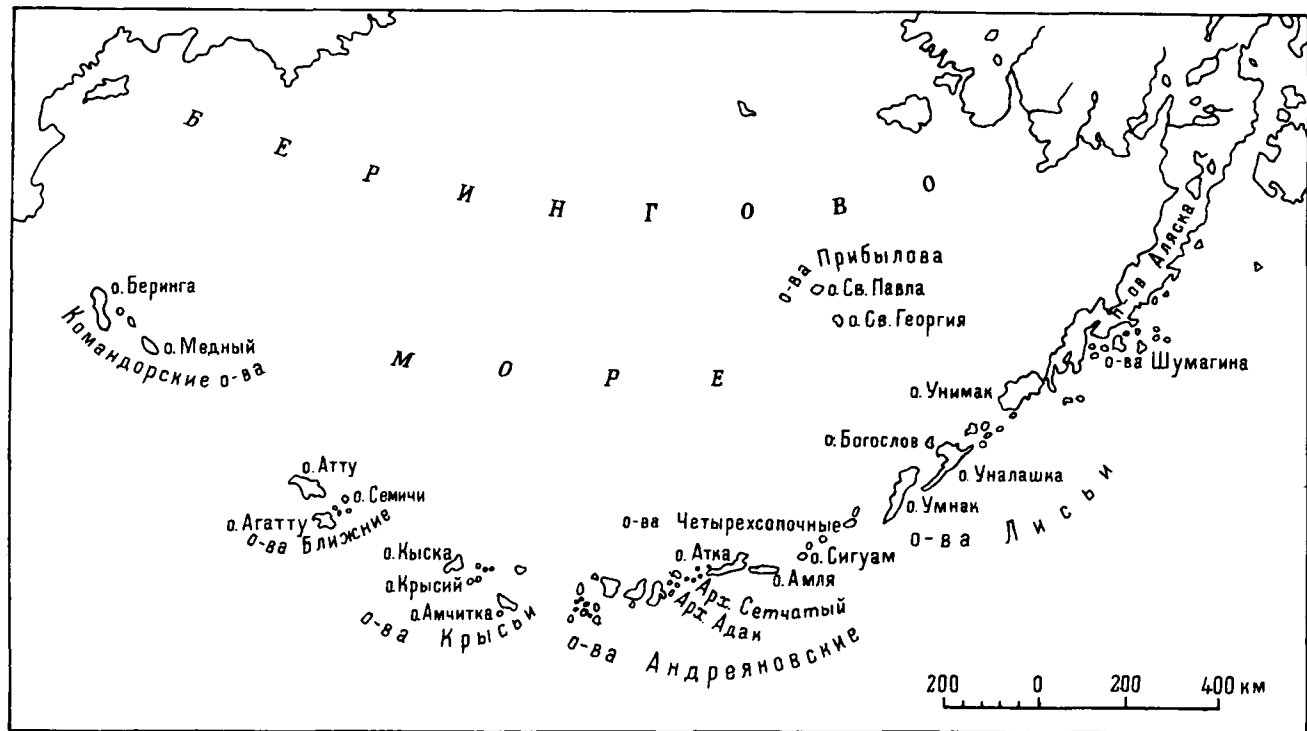 БЕРИНГОВО
МОРЕ
о-ва Прибылова
о. Св. Павла
о. Св. Георгия
п-ов Аляска
о. Беринга
о. Медный
Командорские о-ва
о-ва Шумагина
о. Унимак
о. Богослов
о. Уналашка
о. Умнак
о-ва Лисьи
о. Атту
о. Семичи
о. Агатту
о-ва Ближние
о-ва Четырехсопочные
о. Кыска
о. Атка
о. Сигуам
о. Крысий
о. Амля
о. Амчитка
Арх. Сетчатый
Арх. Адак
о-ва Крысьи
о-ва Андреяновские
200 0 200 400 км